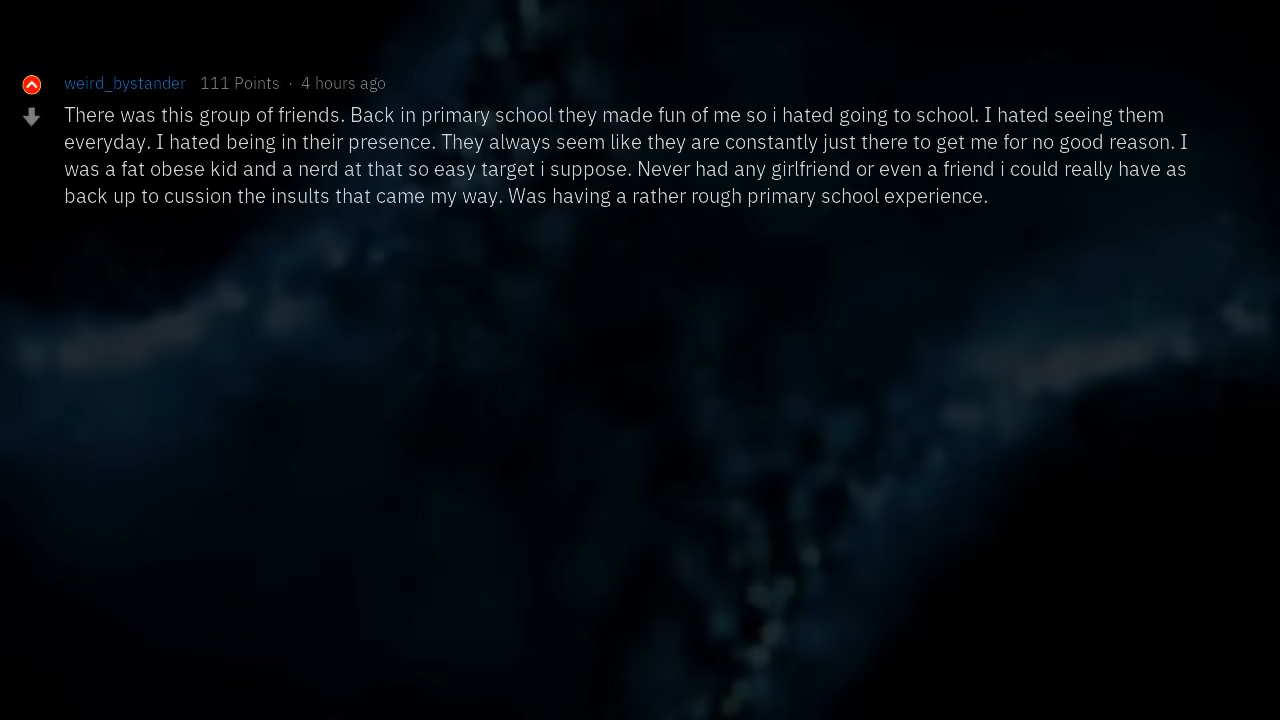 weird_bystander 111 Points · 4 hours ago
There was this group of friends. Back in primary school they made fun of me so i hated going to school. I hated seeing them
everyday. I hated being in their presence. They always seem like they are constantly just there to get me for no good reason. I
was a fat obese kid and a nerd at that so easy target i suppose. Never had any girlfriend or even a friend i could really have as
back up to cussion the insults that came my way. Was having a rather rough primary school experience.